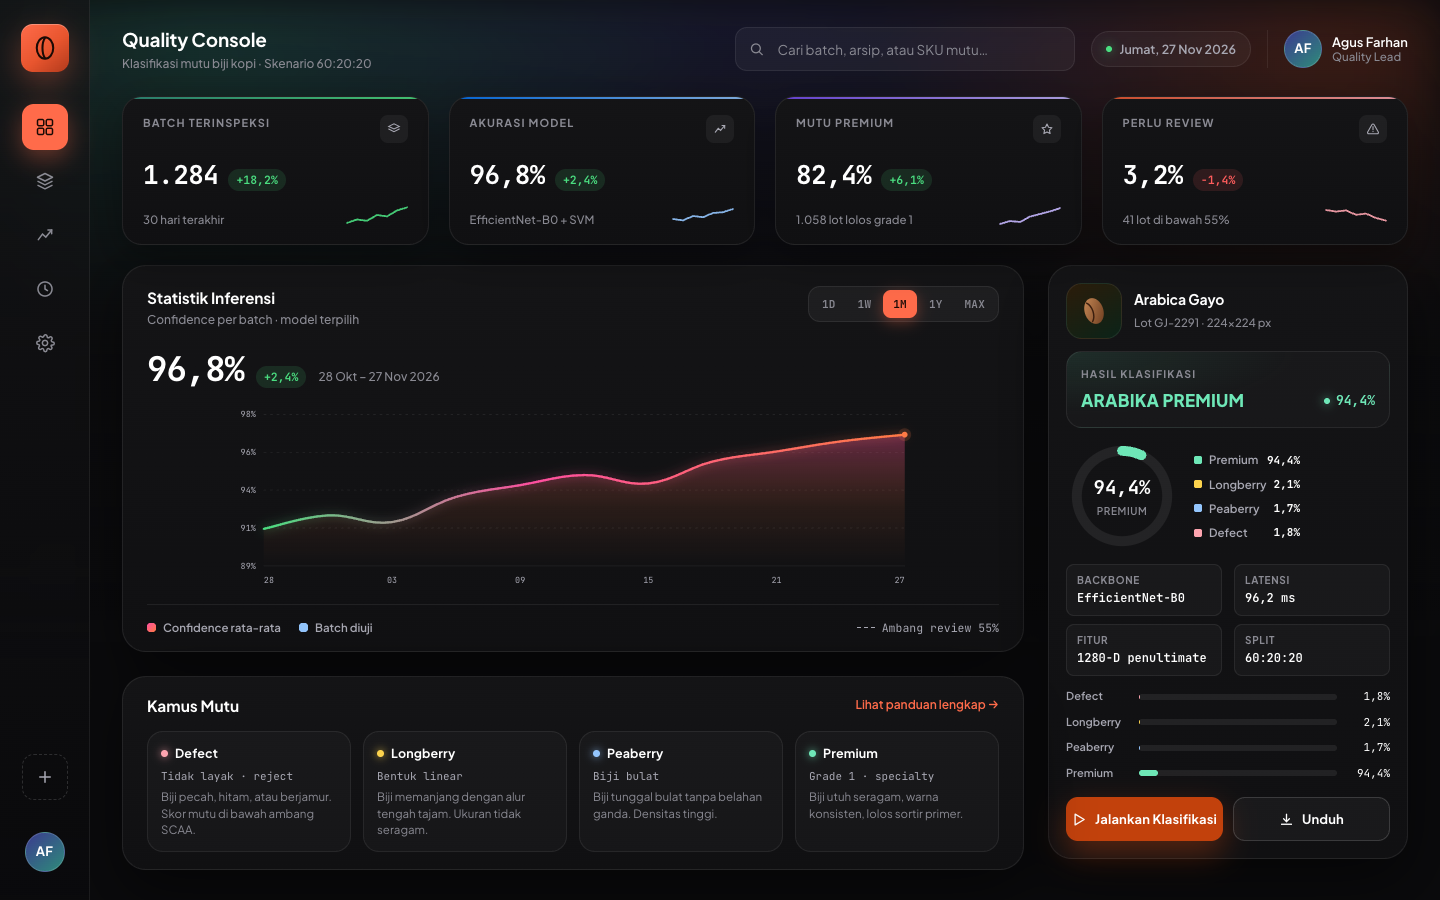 Quality Console
Klasifikasi mutu biji kopi · Skenario 60:20:20
Cari batch, arsip, atau SKU mutu...
Jumat, 27 Nov 2026
AF
Agus Farhan
Quality Lead
BATCH TERINSPEKSI
1.284 +18,2%
30 hari terakhir
AKURASI MODEL
96,8% +2,4%
EfficientNet-B0 + SVM
MUTU PREMIUM
82,4% +6,1%
1.058 lot lolos grade 1
PERLU REVIEW
3,2% -1,4%
41 lot di bawah 55%
Statistik Inferensi
Confidence per batch · model terpilih
1D 1W 1M 1Y MAX
96,8% +2,4% 28 Okt – 27 Nov 2026
98%
96%
94%
91%
89%
28 03 09 15 21 27
Confidence rata-rata Batch diuji
--- Ambang review 55%
Kamus Mutu
Lihat panduan lengkap →
Defect
Tidak layak · reject
Biji pecah, hitam, atau berjamur.
Skor mutu di bawah ambang
SCAA.
Longberry
Bentuk linear
Biji memanjang dengan alur
tengah tajam. Ukuran tidak
seragam.
Peaberry
Biji bulat
Biji tunggal bulat tanpa belahan
ganda. Densitas tinggi.
Premium
Grade 1 · specialty
Biji utuh seragam, warna
konsisten, lolos sortir primer.
Arabica Gayo
Lot GJ-2291 · 224×224 px
HASIL KLASIFIKASI
ARABIKA PREMIUM 94,4%
94,4%
PREMIUM
Premium 94,4%
Longberry 2,1%
Peaberry 1,7%
Defect 1,8%
BACKBONE
EfficientNet-B0
LATENSI
96,2 ms
FITUR
1280-D penultimate
SPLIT
60:20:20
Defect 1,8%
Longberry 2,1%
Peaberry 1,7%
Premium 94,4%
Jalankan Klasifikasi
Unduh
AF